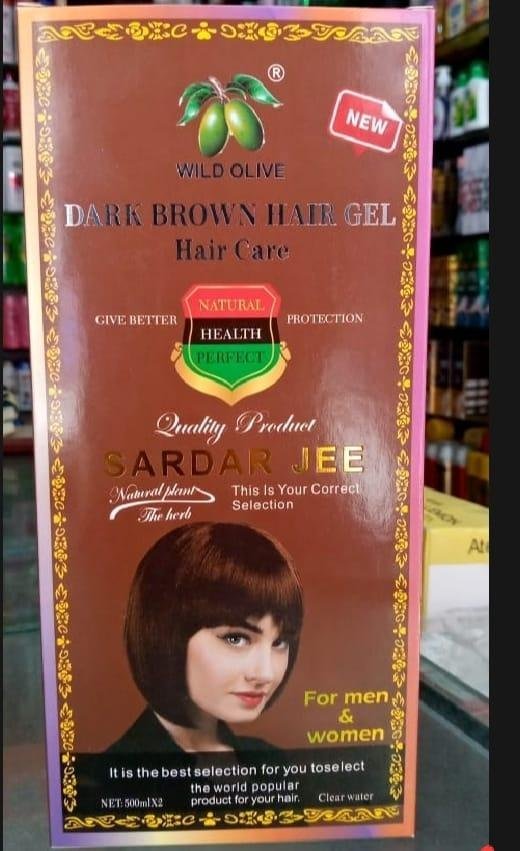 ®
NEW
WILD OLIVE
DARK BROWN HAIR GEL
Hair Care
NATURAL
GIVE BETTER HEALTH PROTECTION
PERFECT
Quality Product
SARDAR JEE
Natural plant
The herb
This Is Your Correct
Selection
For men
&
women
It is the best selection for you toselect
the world popular
product for your hair.
NET: 500mlX2
Clear water